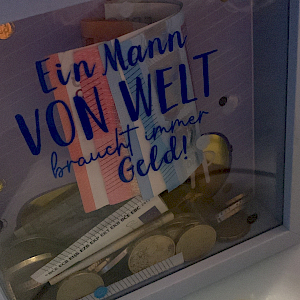 Ein Mann
VON WELT
braucht immer
Geld!